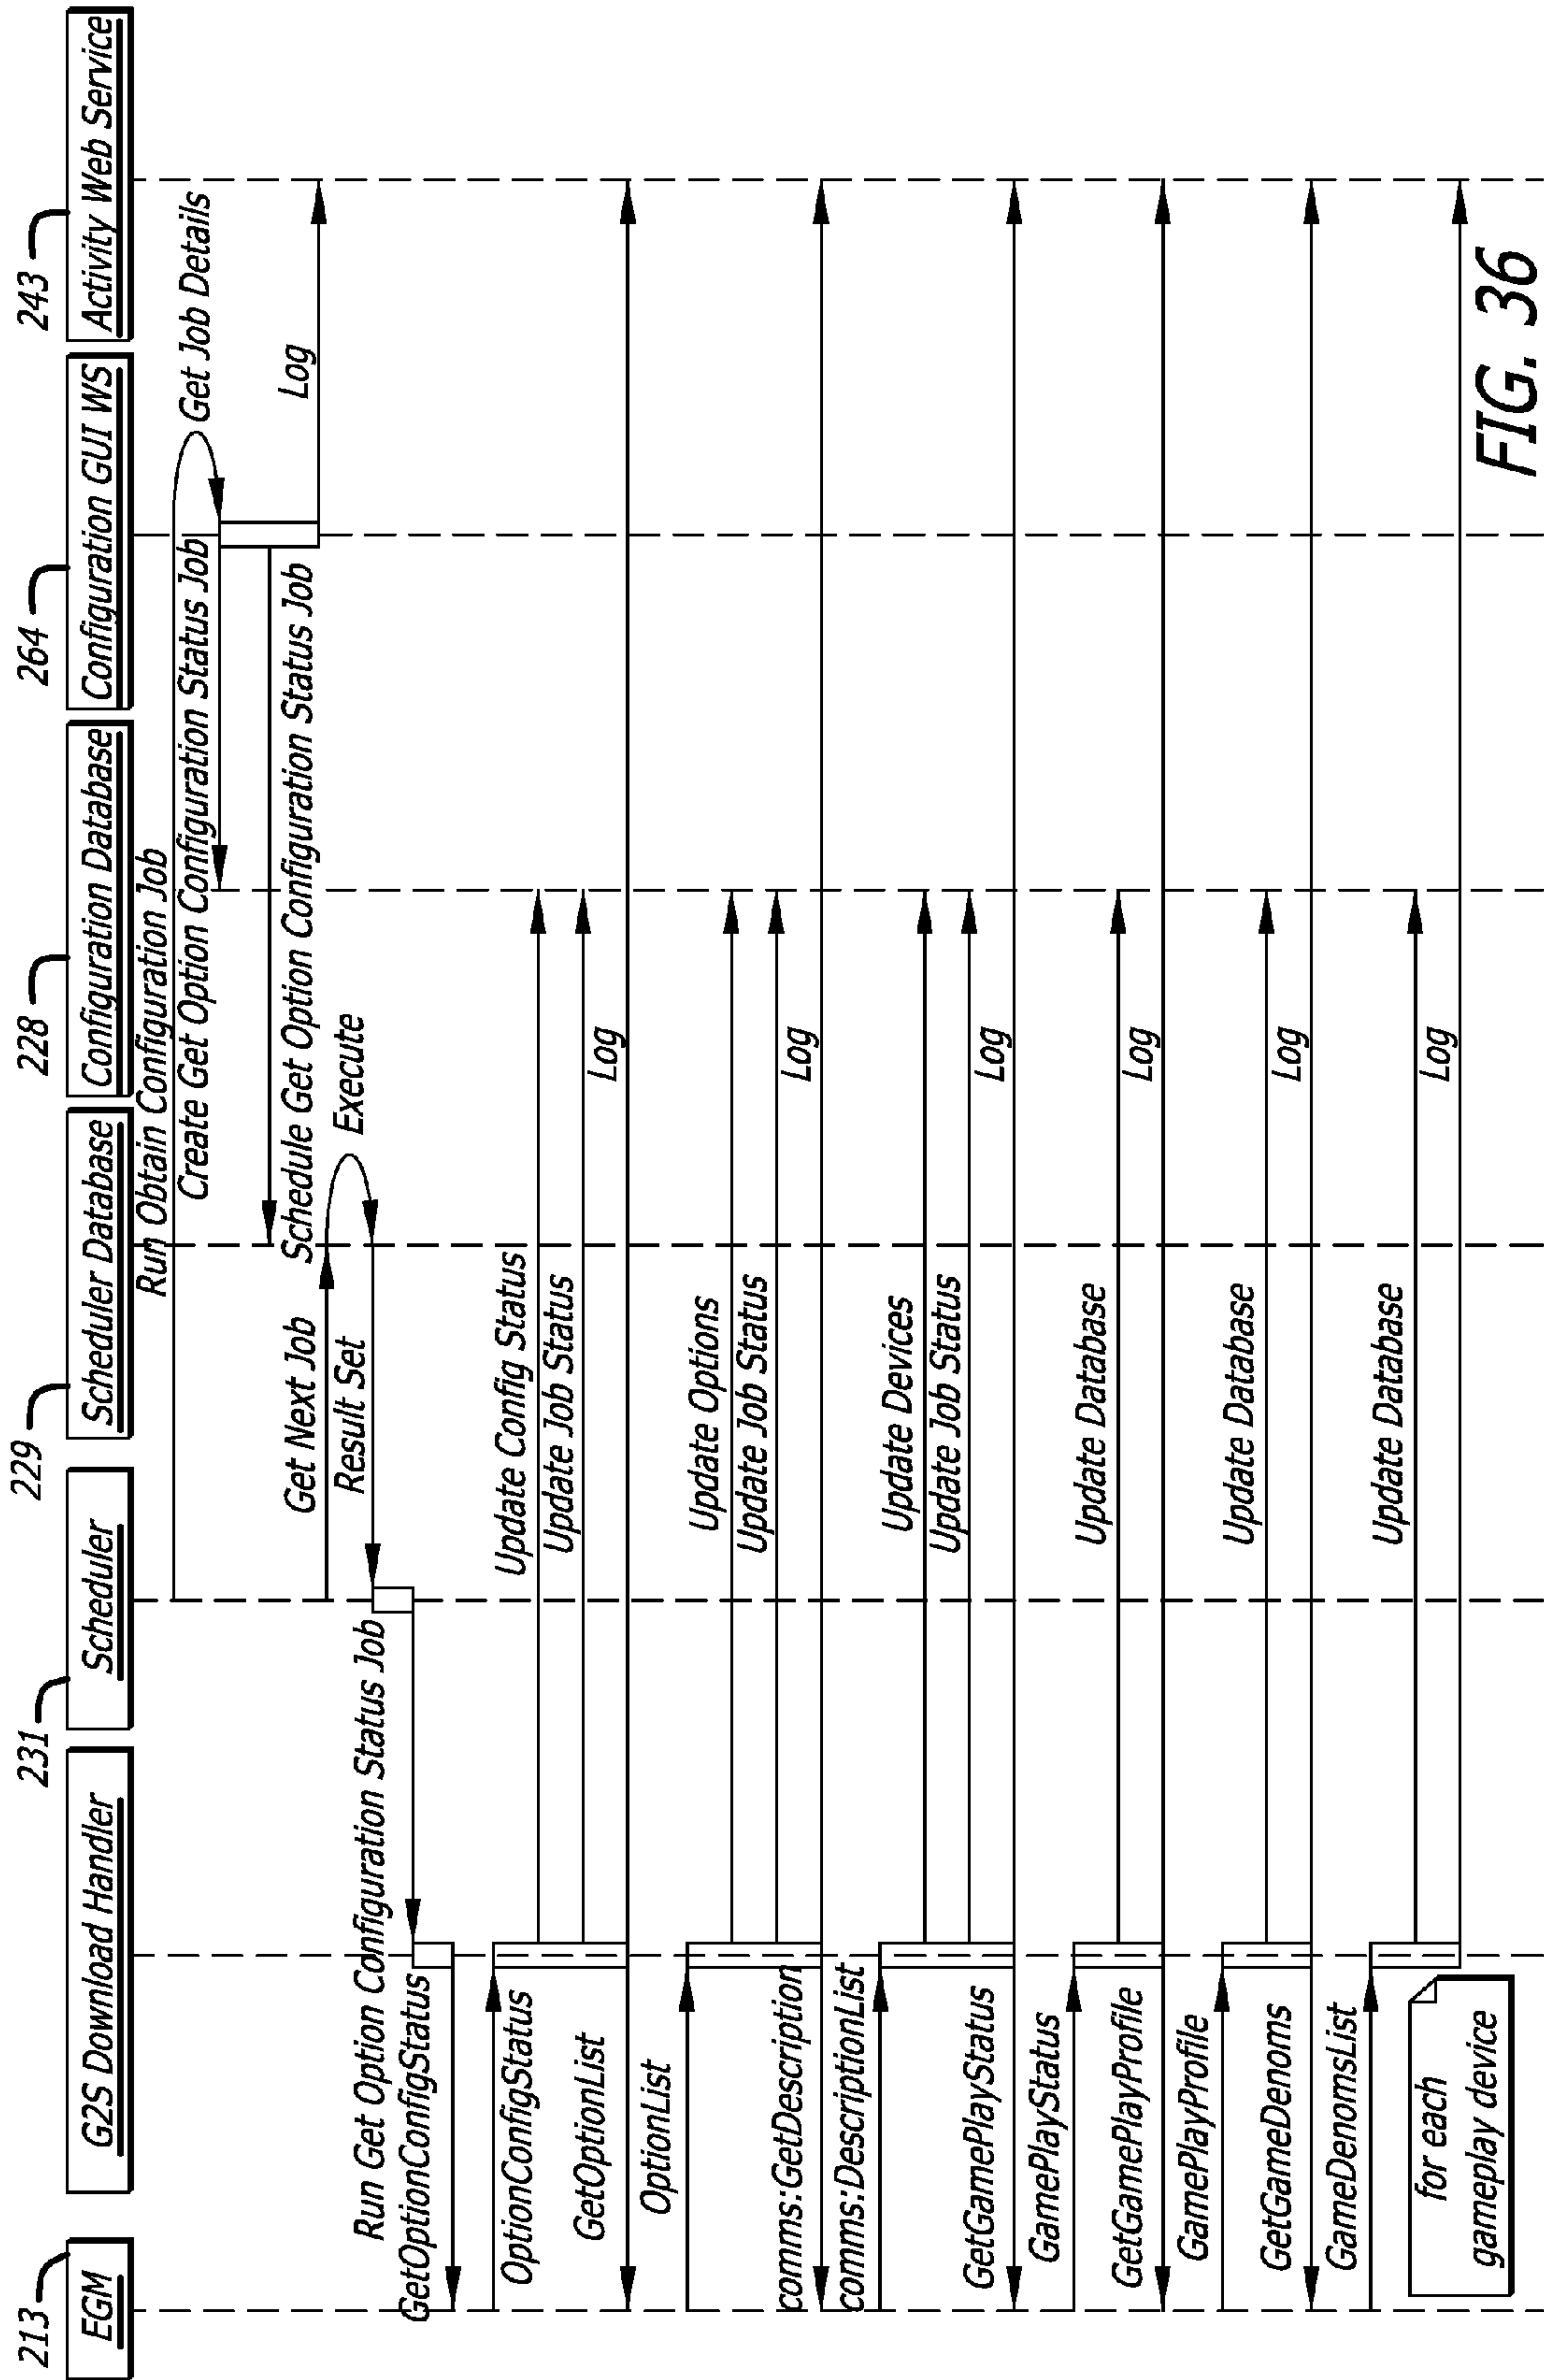 213
231
229
228
264
243
EGM
G2S Download Handler
Scheduler
Scheduler Database
Configuration Database
Configuration GUI WS
Activity Web Service
Run Obtain Configuration Job
Get Job Details
Create Get Option Configuration Status Job
Schedule Get Option Configuration Status Job
Log
Get Next Job
Execute
Result Set
Run Get Option Configuration Status Job
GetOptionConfigStatus
OptionConfigStatus
Update Config Status
Update Job Status
GetOptionList
Log
OptionList
Update Options
Update Job Status
comms:GetDescription
Log
comms:DescriptionList
Update Devices
Update Job Status
GetGamePlayStatus
Log
GamePlayStatus
Update Database
GetGamePlayProfile
Log
GamePlayProfile
Update Database
GetGameDenoms
Log
GameDenomsList
Update Database
Log
for each
gameplay device
FIG. 36